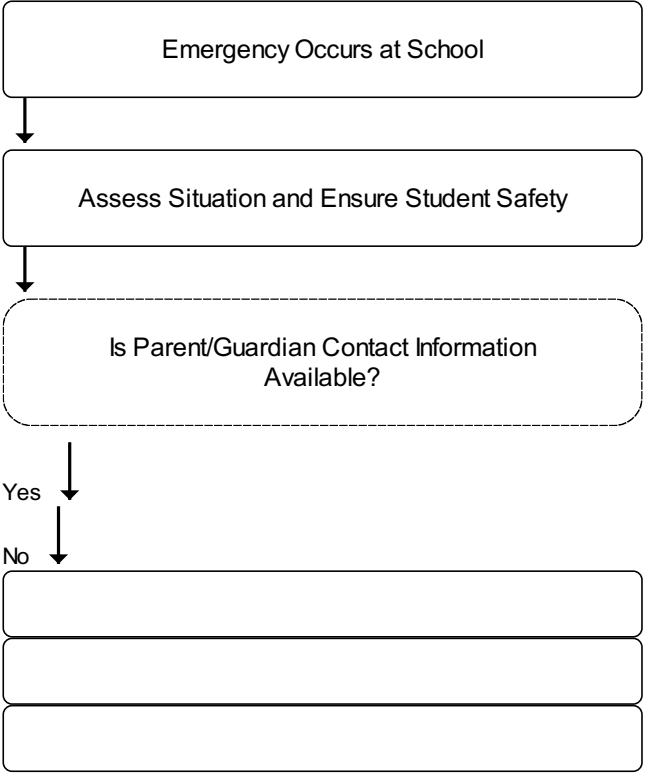 Emergency Occurs at School
Assess Situation and Ensure Student Safety
Is Parent/Guardian Contact Information
Available?
Yes
No